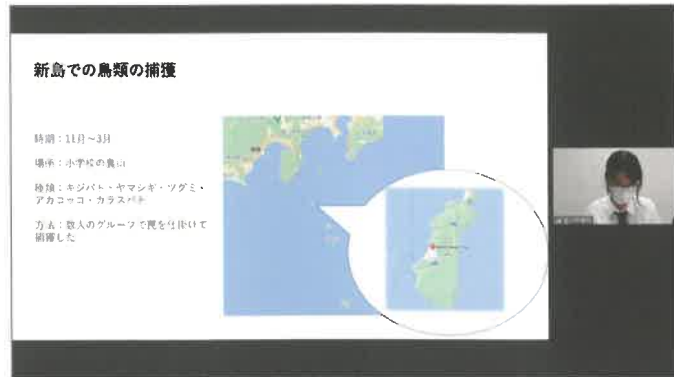 新島での鳥類の捕獲
時期：11月～3月
場所：小学校の裏山
種類：キジバト・ヤマシギ・ツグミ・
アカコッコ・カラスバト
方法：数人のグループで罠を仕掛けて
捕獲した